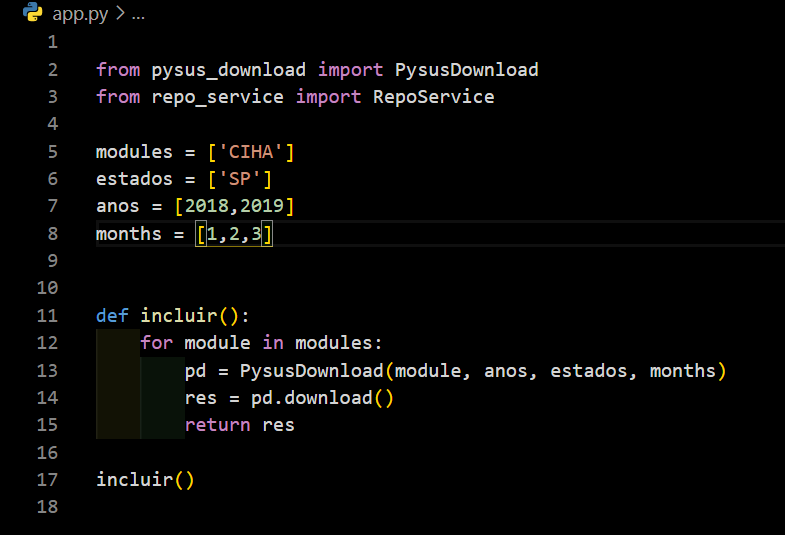 app.py > ...
1
2 from pysus_download import PysusDownload
3 from repo_service import RepoService
4
5 modules = ['CIHA']
6 estados = ['SP']
7 anos = [2018,2019]
8 months = [1,2,3]
9
10
11 def incluir():
12     for module in modules:
13         pd = PysusDownload(module, anos, estados, months)
14         res = pd.download()
15         return res
16
17 incluir()
18